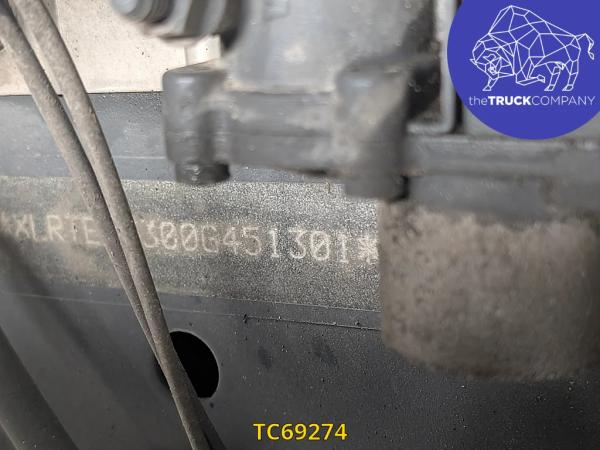 theTRUCKCOMPANY
*XLRTE 300G451301*
TC69274